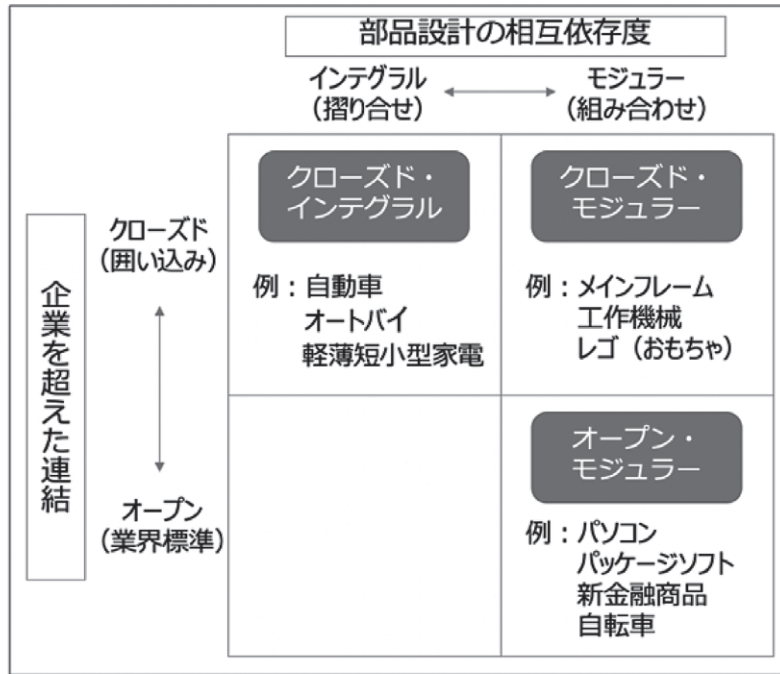 部品設計の相互依存度
インテグラル
（摺り合せ）
モジュラー
（組み合わせ）
企業を超えた連結
クローズド
（囲い込み）
オープン
（業界標準）
クローズド・
インテグラル
例：自動車
オートバイ
軽薄短小型家電
クローズド・
モジュラー
例：メインフレーム
工作機械
レゴ（おもちゃ）
オープン・
モジュラー
例：パソコン
パッケージソフト
新金融商品
自転車